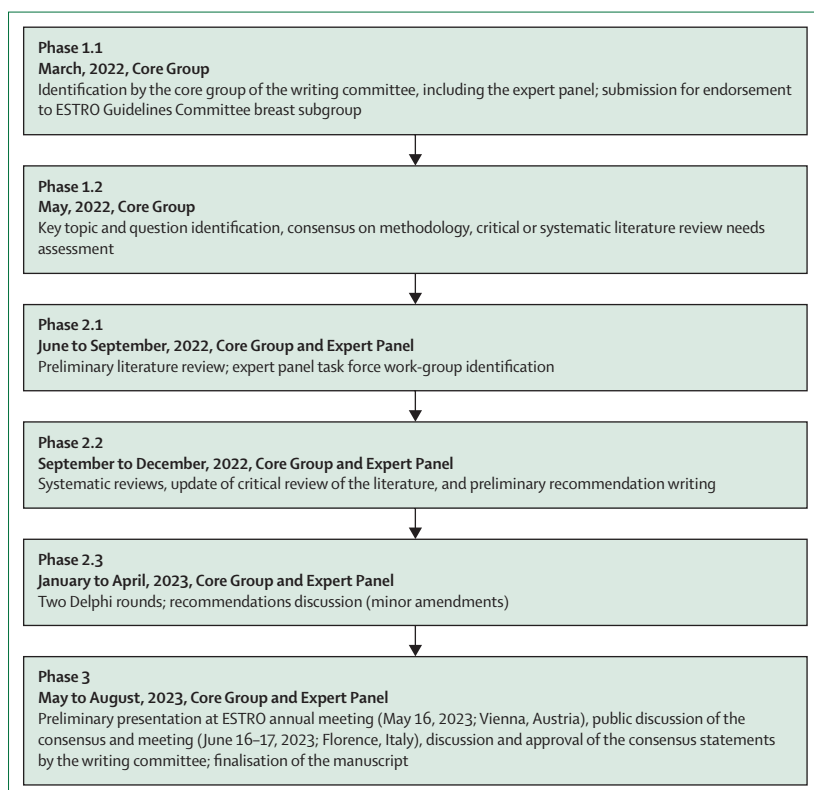 Phase 1.1
March, 2022, Core Group
Identification by the core group of the writing committee, including the expert panel; submission for endorsement
to ESTRO Guidelines Committee breast subgroup
Phase 1.2
May, 2022, Core Group
Key topic and question identification, consensus on methodology, critical or systematic literature review needs
assessment
Phase 2.1
June to September, 2022, Core Group and Expert Panel
Preliminary literature review; expert panel task force work-group identification
Phase 2.2
September to December, 2022, Core Group and Expert Panel
Systematic reviews, update of critical review of the literature, and preliminary recommendation writing
Phase 2.3
January to April, 2023, Core Group and Expert Panel
Two Delphi rounds; recommendations discussion (minor amendments)
Phase 3
May to August, 2023, Core Group and Expert Panel
Preliminary presentation at ESTRO annual meeting (May 16, 2023; Vienna, Austria), public discussion of the
consensus and meeting (June 16–17, 2023; Florence, Italy), discussion and approval of the consensus statements
by the writing committee; finalisation of the manuscript